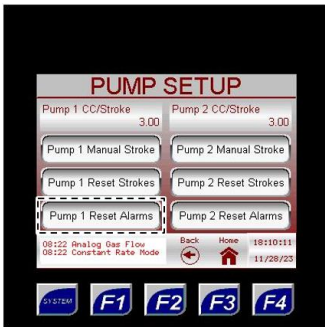 PUMP SETUP
Pump 1 CC/Stroke Pump 2 CC/Stroke
3.00 3.00
Pump 1 Manual Stroke Pump 2 Manual Stroke
Pump 1 Reset Strokes Pump 2 Reset Strokes
Pump 1 Reset Alarms Pump 2 Reset Alarms
08:22 Analog Gas Flow Back Home 18:10:11
08:22 Constant Rate Mode 11/28/23
SYSTEM F1 F2 F3 F4